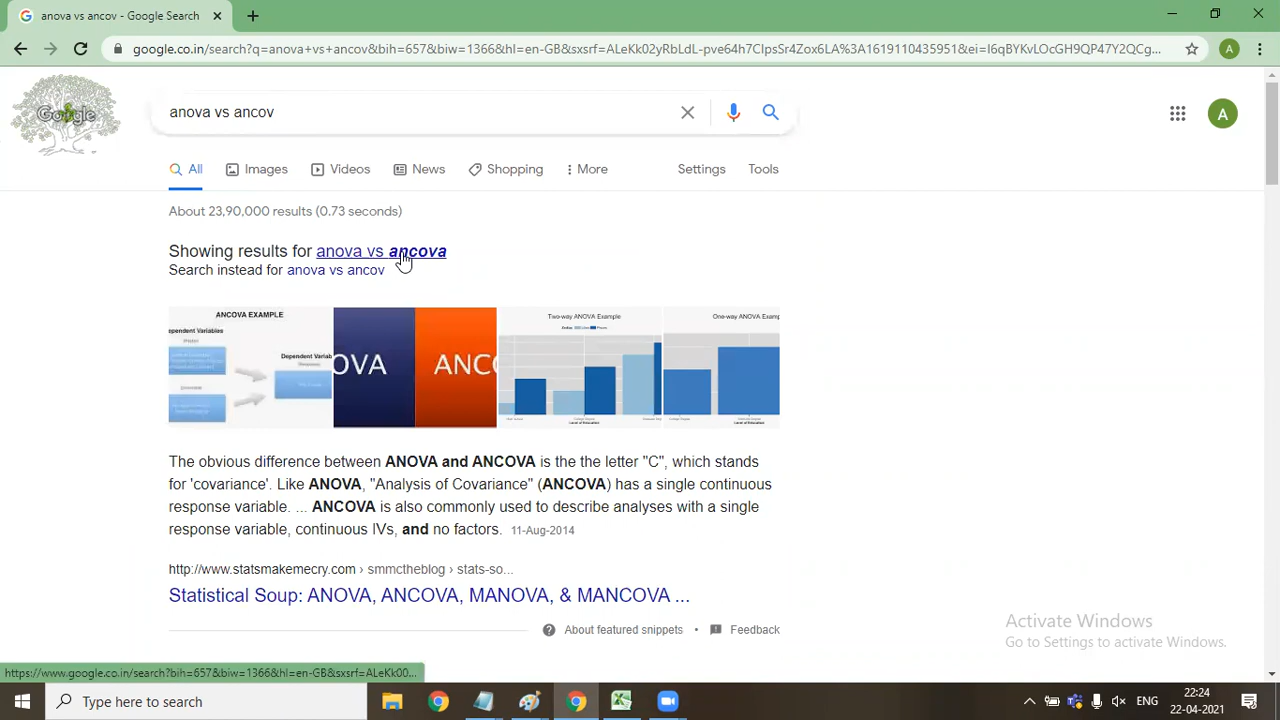 anova vs ancov - Google Search
google.co.in/search?q=anova+vs+ancov&bih=657&biw=1366&hl=en-GB&sxsrf=ALeKk02yRbLdL-pve64h7ClpsSr4Zox6LA%3A1619110435951&ei=I6qBYKvLOcGH9QP47Y2QCg...
A
Google
anova vs ancov
A
All
Images
Videos
News
Shopping
More
Settings
Tools
About 23,90,000 results (0.73 seconds)
Showing results for anova vs ancova
Search instead for anova vs ancov
ANCOVA EXAMPLE
Dependent Variab
OVA
ANCO
Two-way ANOVA Example
One-way ANOVA Examp
The obvious difference between ANOVA and ANCOVA is the the letter "C", which stands
for 'covariance'. Like ANOVA, "Analysis of Covariance" (ANCOVA) has a single continuous
response variable. ... ANCOVA is also commonly used to describe analyses with a single
response variable, continuous IVs, and no factors. 11-Aug-2014
http://www.statsmakemecry.com › smmctheblog › stats-so...
Statistical Soup: ANOVA, ANCOVA, MANOVA, & MANCOVA ...
About featured snippets • Feedback
Activate Windows
Go to Settings to activate Windows.
https://www.google.co.in/search?bih=657&biw=1366&hl=en-GB&sxsrf=ALeKk00...
Type here to search
ENG
22:24
22-04-2021